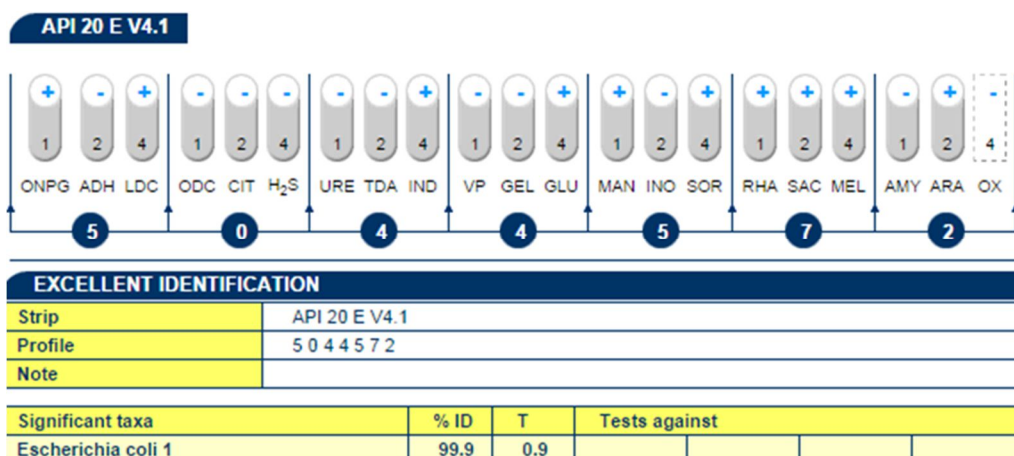 API 20 E V4.1
+ - + - - - - - + - - + + - + + + + - + -
1 2 4 1 2 4 1 2 4 1 2 4 1 2 4 1 2 4 1 2 4
ONPG ADH LDC ODC CIT H₂S URE TDA IND VP GEL GLU MAN INO SOR RHA SAC MEL AMY ARA OX
5 0 4 4 5 7 2
EXCELLENT IDENTIFICATION
Strip API 20 E V4.1
Profile 5 0 4 4 5 7 2
Note
Significant taxa % ID T Tests against
Escherichia coli 1 99.9 0.9